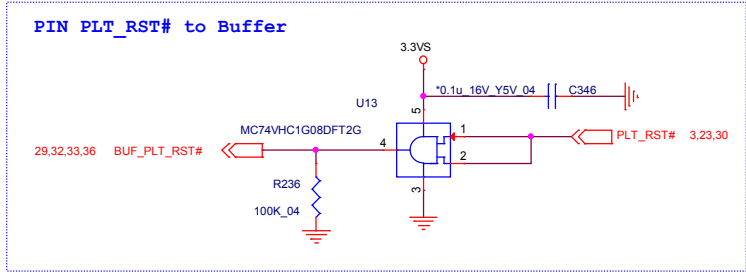 PIN PLT_RST# to Buffer
3.3VS
*0.1u_16V_Y5V_04 C346
U13
5
MC74VHC1G08DFT2G
1
PLT_RST# 3,23,30
4
29,32,33,36 BUF_PLT_RST#
2
3
R236
100K_04